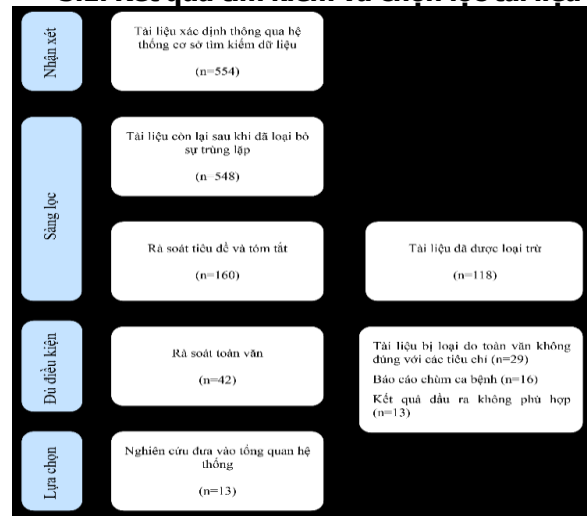 Nhận xét
Tài liệu xác định thông qua hệ
thống cơ sở tìm kiếm dữ liệu
(n=554)
Sàng lọc
Tài liệu còn lại sau khi đã loại bỏ
sự trùng lặp
(n=548)
Rà soát tiêu đề và tóm tắt
(n=160)
Tài liệu đã được loại trừ
(n=118)
Đủ điều kiện
Rà soát toàn văn
(n=42)
Tài liệu bị loại do toàn văn không
đúng với các tiêu chí (n=29)
Báo cáo chùm ca bệnh (n=16)
Kết quả đầu ra không phù hợp
(n=13)
Lựa chọn
Nghiên cứu đưa vào tổng quan hệ
thống
(n=13)